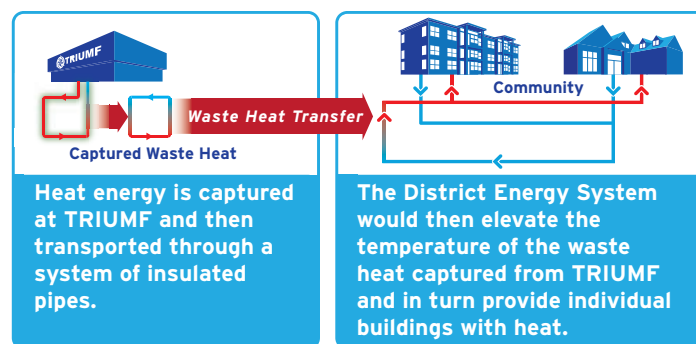 TRIUMF
Captured Waste Heat
Waste Heat Transfer
Heat energy is captured
at TRIUMF and then
transported through a
system of insulated
pipes.
Community
The District Energy System
would then elevate the
temperature of the waste
heat captured from TRIUMF
and in turn provide individual
buildings with heat.